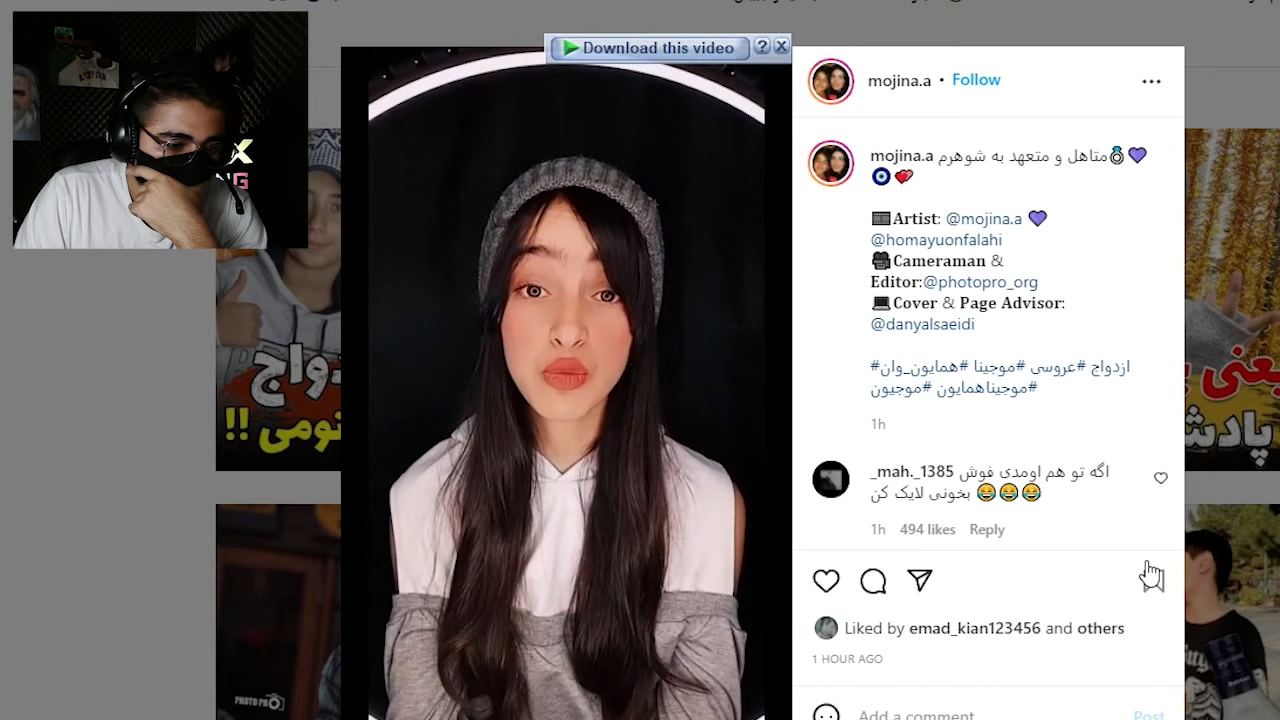 Download this video
mojina.a • Follow
mojina.a متاهل و متعهد به شوهرم💍💜
🧿💘
🎞Artist: @mojina.a 💜
@homayuonfalahi
🎥Cameraman &
Editor:@photopro_org
💻Cover & Page Advisor:
@danyalsaeidi
#ازدواج #عروسی #موجینا #همایون_وان
#موجیناهمایون #موجیون
1h
_mah._1385 اگه تو هم اومدی فوش
بخونی لایک کن 😂😂😂
1h 494 likes Reply
Liked by emad_kian123456 and others
1 HOUR AGO
Add a comment...
Post
!!
PHOTO PRO